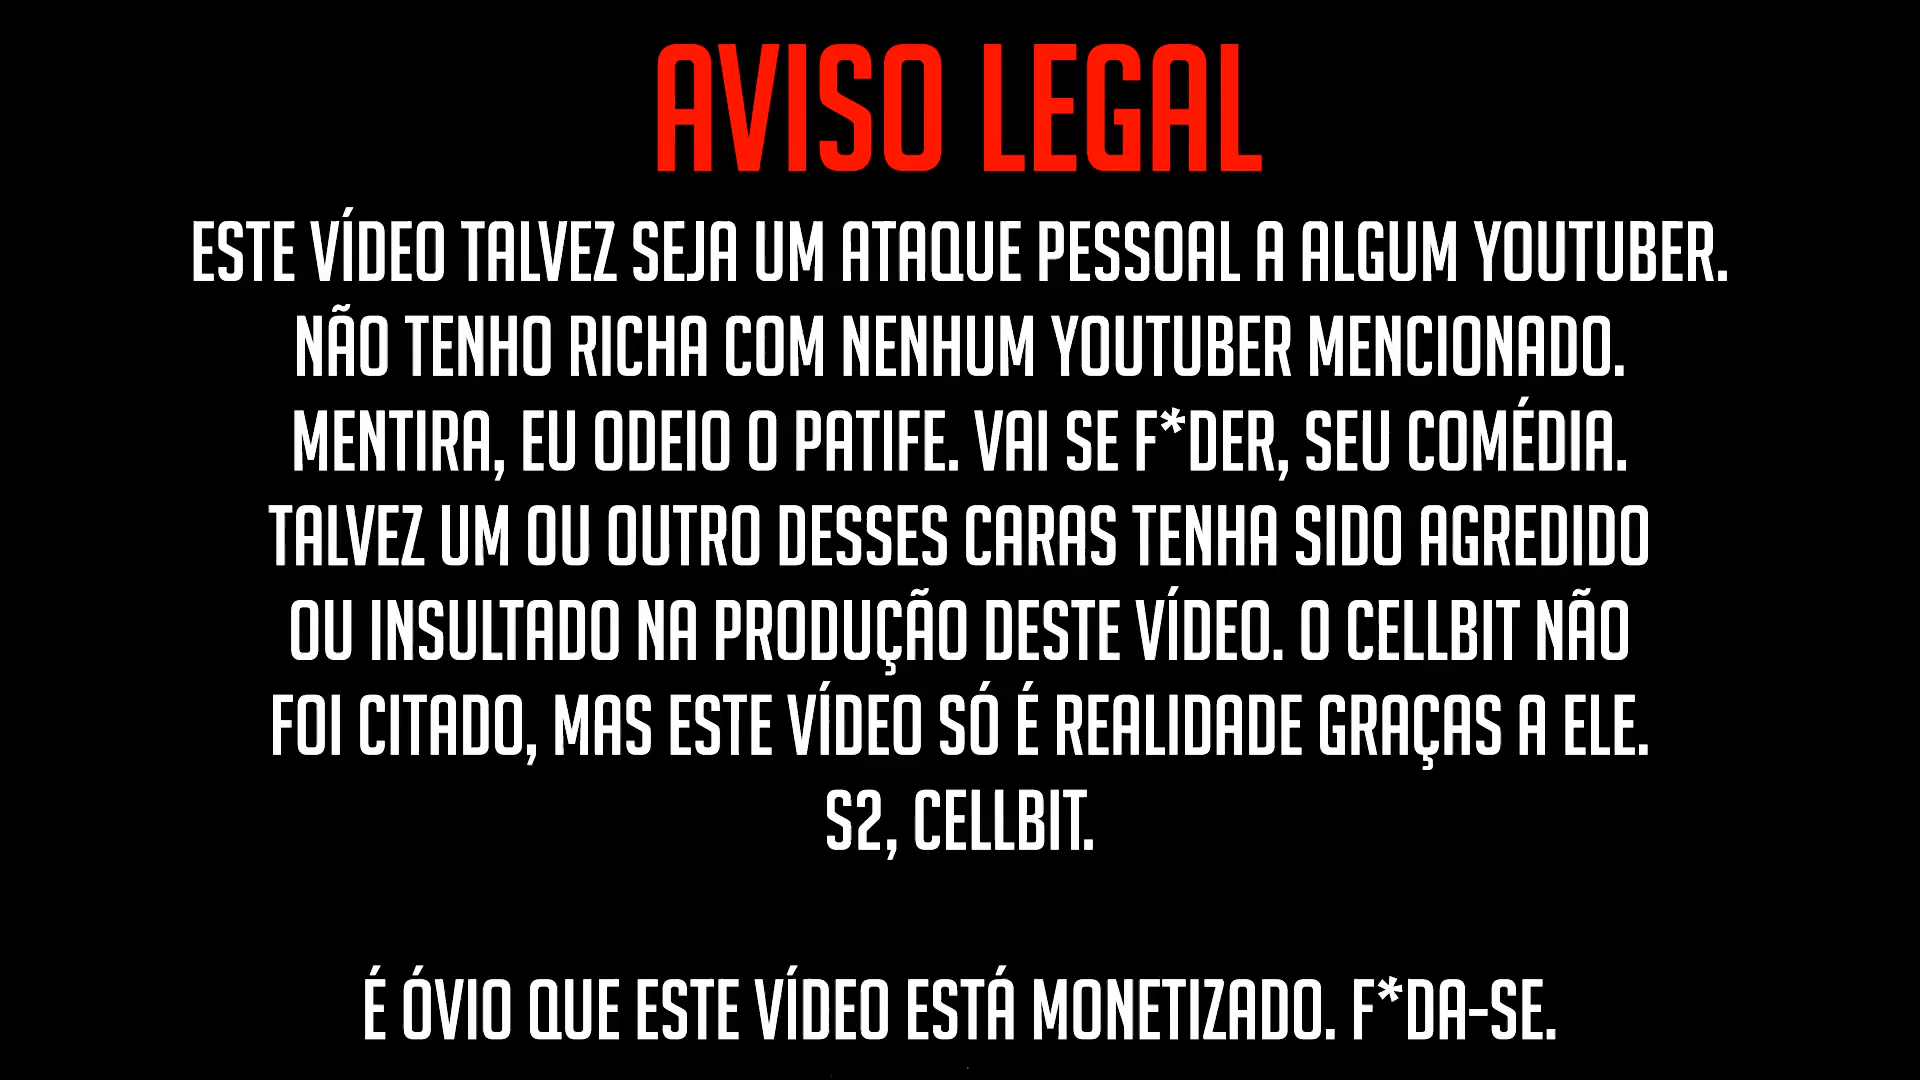 AVISO LEGAL
ESTE VÍDEO TALVEZ SEJA UM ATAQUE PESSOAL A ALGUM YOUTUBER.
NÃO TENHO RICHA COM NENHUM YOUTUBER MENCIONADO.
MENTIRA, EU ODEIO O PATIFE. VAI SE F*DER, SEU COMÉDIA.
TALVEZ UM OU OUTRO DESSES CARAS TENHA SIDO AGREDIDO
OU INSULTADO NA PRODUÇÃO DESTE VÍDEO. O CELLBIT NÃO
FOI CITADO, MAS ESTE VÍDEO SÓ É REALIDADE GRAÇAS A ELE.
S2, CELLBIT.
É ÓVIO QUE ESTE VÍDEO ESTÁ MONETIZADO. F*DA-SE.